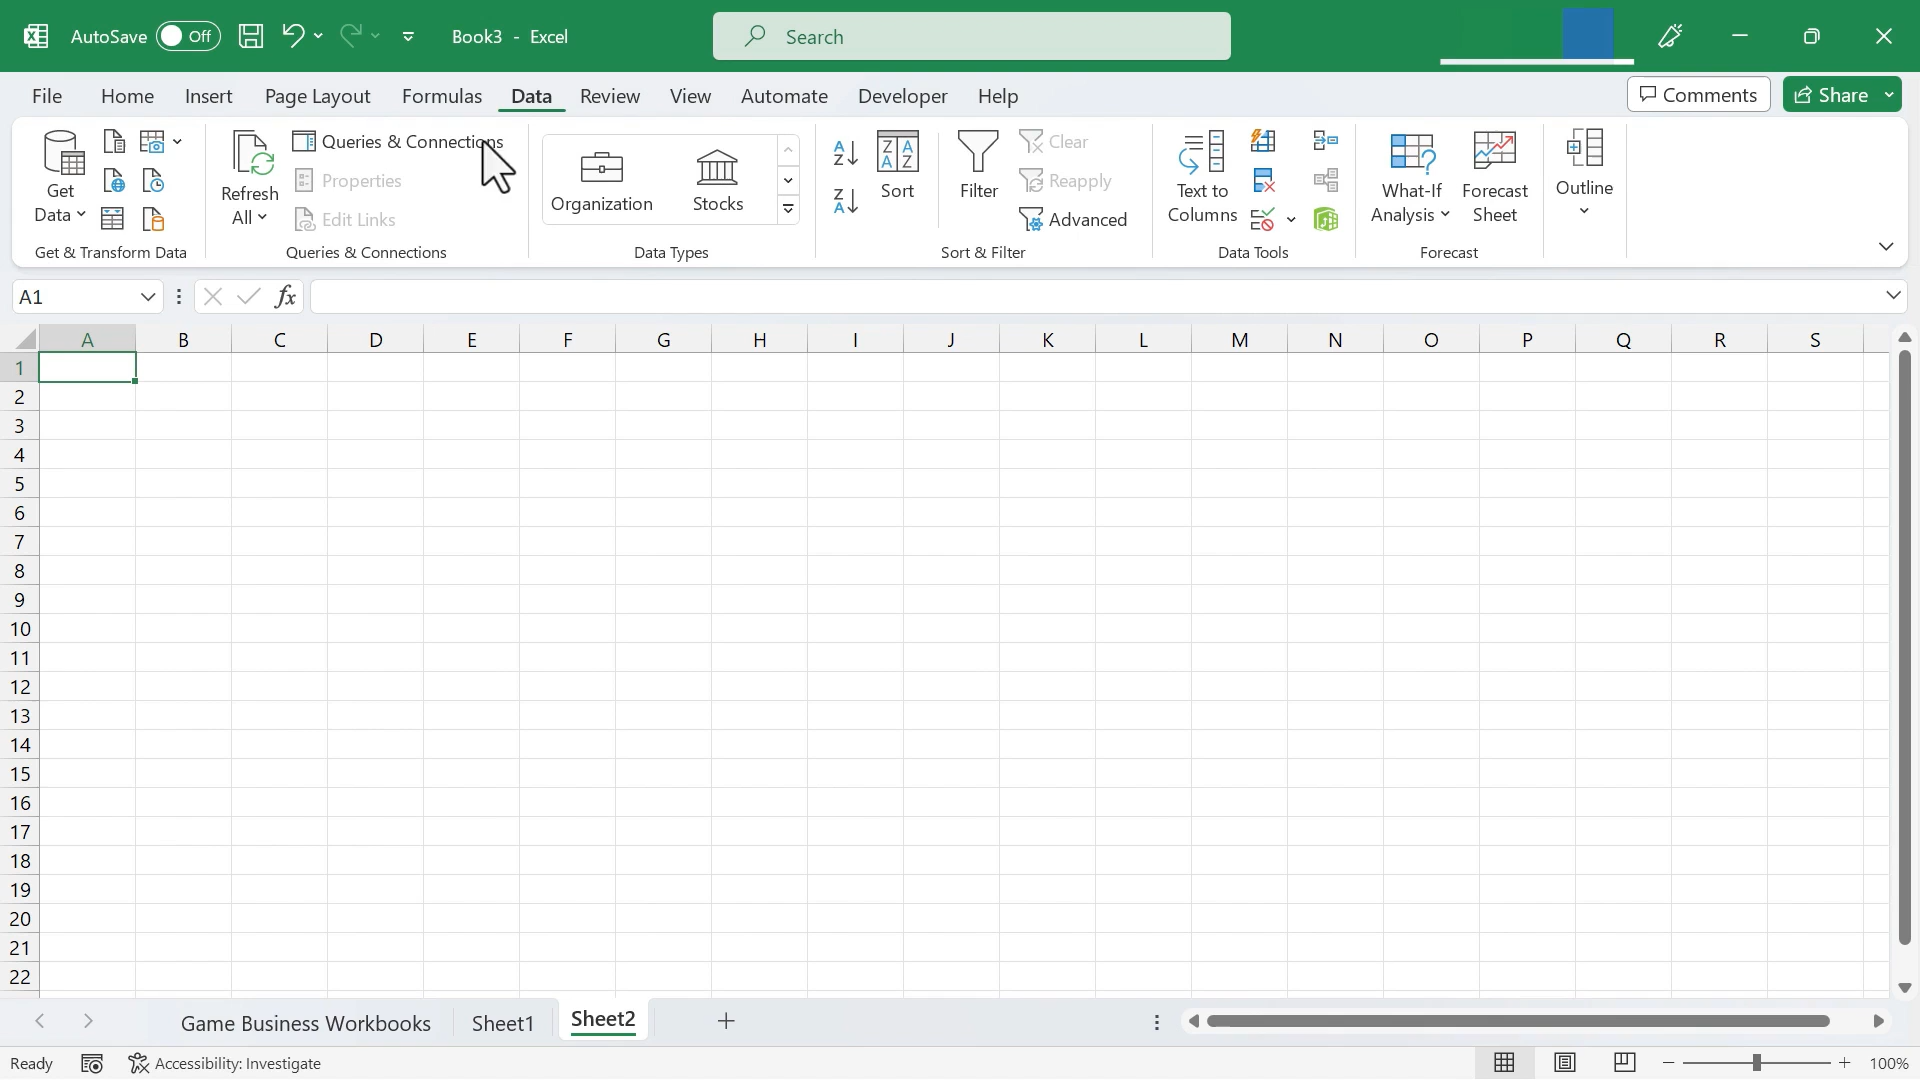 AutoSave Off Book3 - Excel Search
File Home Insert Page Layout Formulas Data Review View Automate Developer Help Comments Share
Get Data
Refresh All
Queries & Connections
Properties
Edit Links
Organization
Stocks
Sort
Filter
Clear
Reapply
Advanced
Text to Columns
What-If Analysis
Forecast Sheet
Outline
Get & Transform Data Queries & Connections Data Types Sort & Filter Data Tools Forecast
A1 fx
A B C D E F G H I J K L M N O P Q R S
1
2
3
4
5
6
7
8
9
10
11
12
13
14
15
16
17
18
19
20
21
22
Game Business Workbooks Sheet1 Sheet2
Ready Accessibility: Investigate 100%